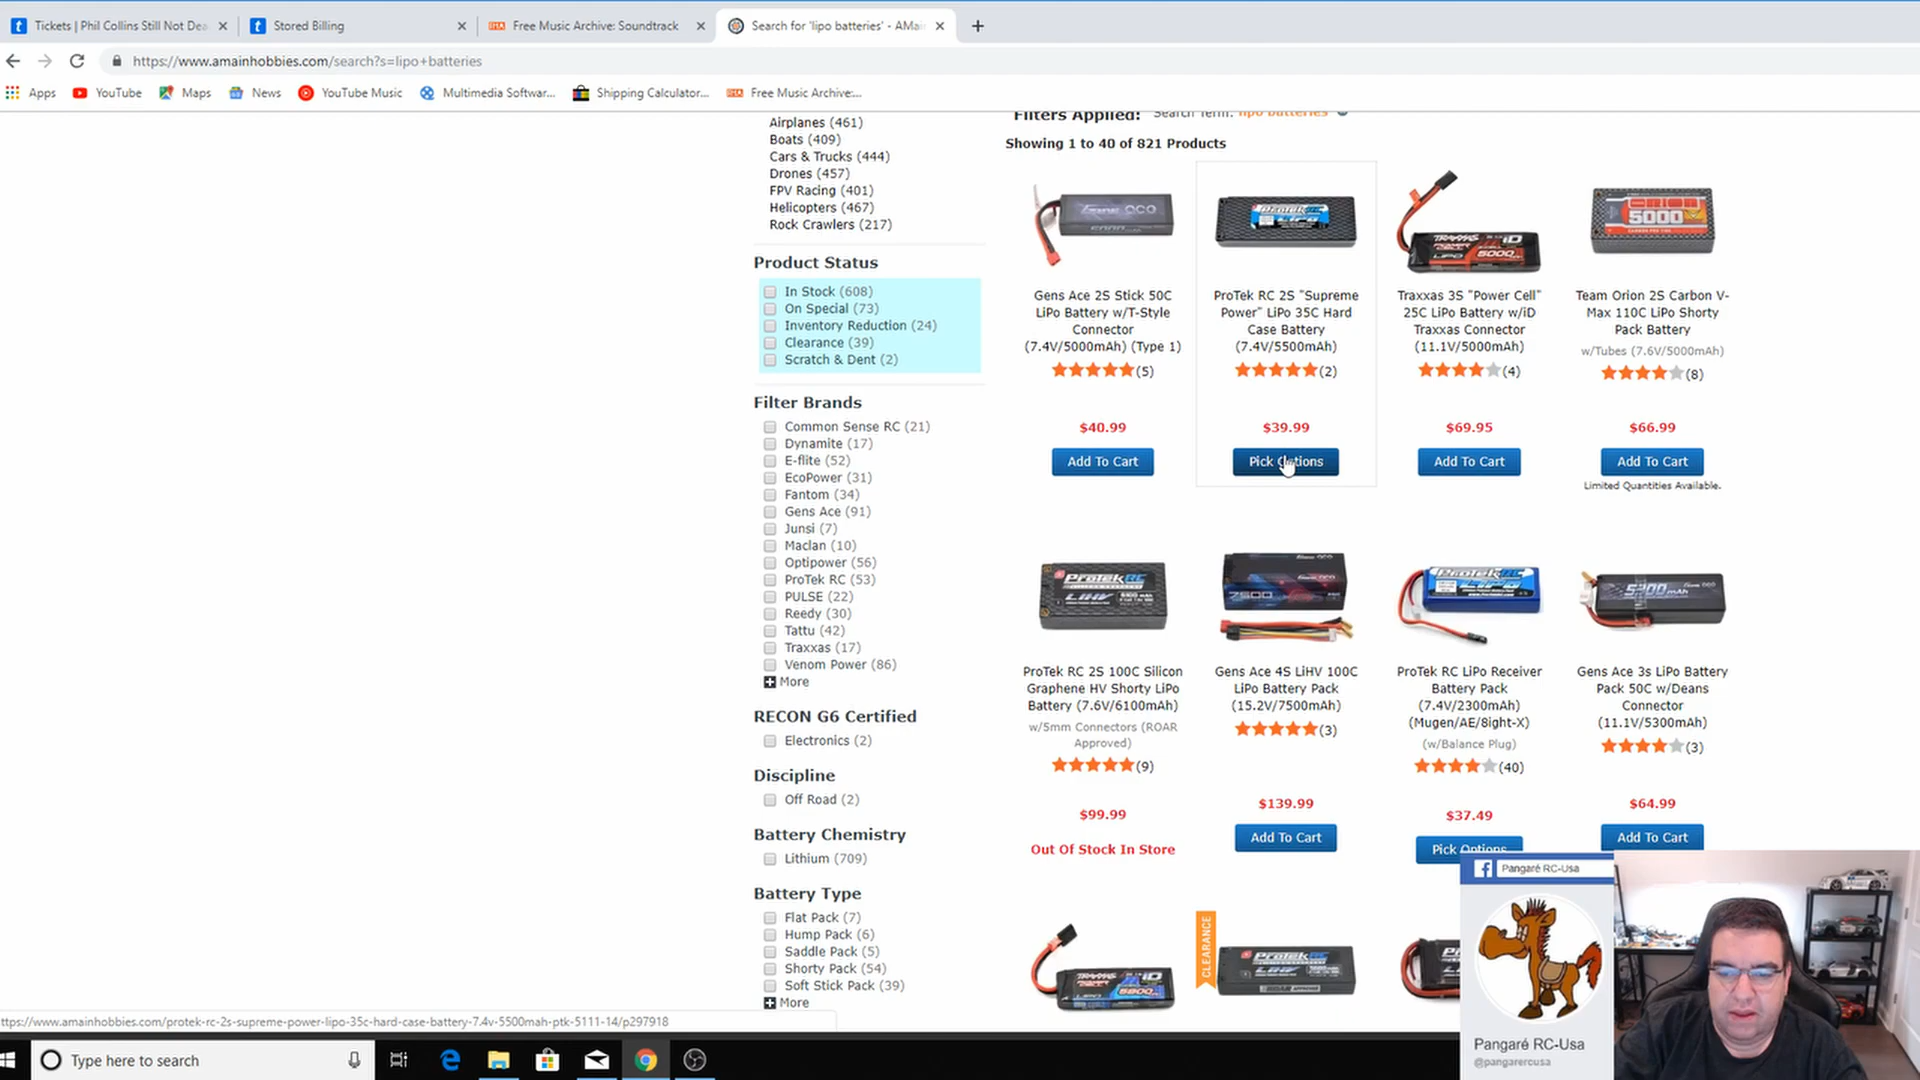 Tickets | Phil Collins Still Not Dea
Stored Billing
Free Music Archive: Soundtrack
Search for 'lipo batteries' - AMai
https://www.amainhobbies.com/search?s=lipo+batteries
Apps
YouTube
Maps
News
YouTube Music
Multimedia Softwar...
Shipping Calculator...
Free Music Archive:...
Airplanes (461)
Boats (409)
Cars & Trucks (444)
Drones (457)
FPV Racing (401)
Helicopters (467)
Rock Crawlers (217)
Product Status
In Stock (608)
On Special (73)
Inventory Reduction (24)
Clearance (39)
Scratch & Dent (2)
Filter Brands
Common Sense RC (21)
Dynamite (17)
E-flite (52)
EcoPower (31)
Fantom (34)
Gens Ace (91)
Junsi (7)
Maclan (10)
Optipower (56)
ProTek RC (53)
PULSE (22)
Reedy (30)
Tattu (42)
Traxxas (17)
Venom Power (86)
More
RECON G6 Certified
Electronics (2)
Discipline
Off Road (2)
Battery Chemistry
Lithium (709)
Battery Type
Flat Pack (7)
Hump Pack (6)
Saddle Pack (5)
Shorty Pack (54)
Soft Stick Pack (39)
More
Filters Applied: Search Term: lipo batteries
Showing 1 to 40 of 821 Products
Gens Ace 2S Stick 50C
LiPo Battery w/T-Style
Connector
(7.4V/5000mAh) (Type 1)
(5)
$40.99
Add To Cart
ProTek RC 2S "Supreme
Power" LiPo 35C Hard
Case Battery
(7.4V/5500mAh)
(2)
$39.99
Pick Options
ORION
5000
Traxxas 3S "Power Cell"
25C LiPo Battery w/iD
Traxxas Connector
(11.1V/5000mAh)
(4)
$69.95
Add To Cart
Team Orion 2S Carbon V-
Max 110C LiPo Shorty
Pack Battery
w/Tubes (7.6V/5000mAh)
(8)
$66.99
Add To Cart
Limited Quantities Available.
ProTek RC
7500
ProTek RC 2S 100C Silicon
Graphene HV Shorty LiPo
Battery (7.6V/6100mAh)
w/5mm Connectors (ROAR
Approved)
(9)
$99.99
Out Of Stock In Store
Gens Ace 4S LiHV 100C
LiPo Battery Pack
(15.2V/7500mAh)
(3)
$139.99
Add To Cart
ProTek RC LiPo Receiver
Battery Pack
(7.4V/2300mAh)
(Mugen/AE/8ight-X)
(w/Balance Plug)
(40)
$37.49
Pick Options
Gens Ace 3s LiPo Battery
Pack 50C w/Deans
Connector
(11.1V/5300mAh)
(3)
$64.99
Add To Cart
CLEARANCE
Pangaré RC-Usa
Pangaré RC-Usa
@pangarercusa
ttps://www.amainhobbies.com/protek-rc-2s-supreme-power-lipo-35c-hard-case-battery-7.4v-5500mah-ptk-5111-14/p297918
Type here to search